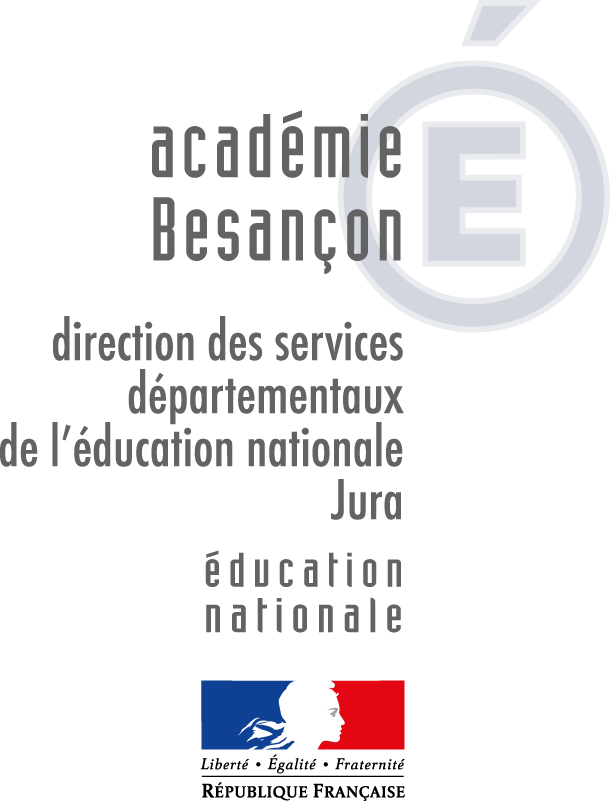 É
académie
Besançon
direction des services
départementaux
de l’éducation nationale
Jura
éducation
nationale
Liberté • Égalité • Fraternité
RÉPUBLIQUE FRANÇAISE